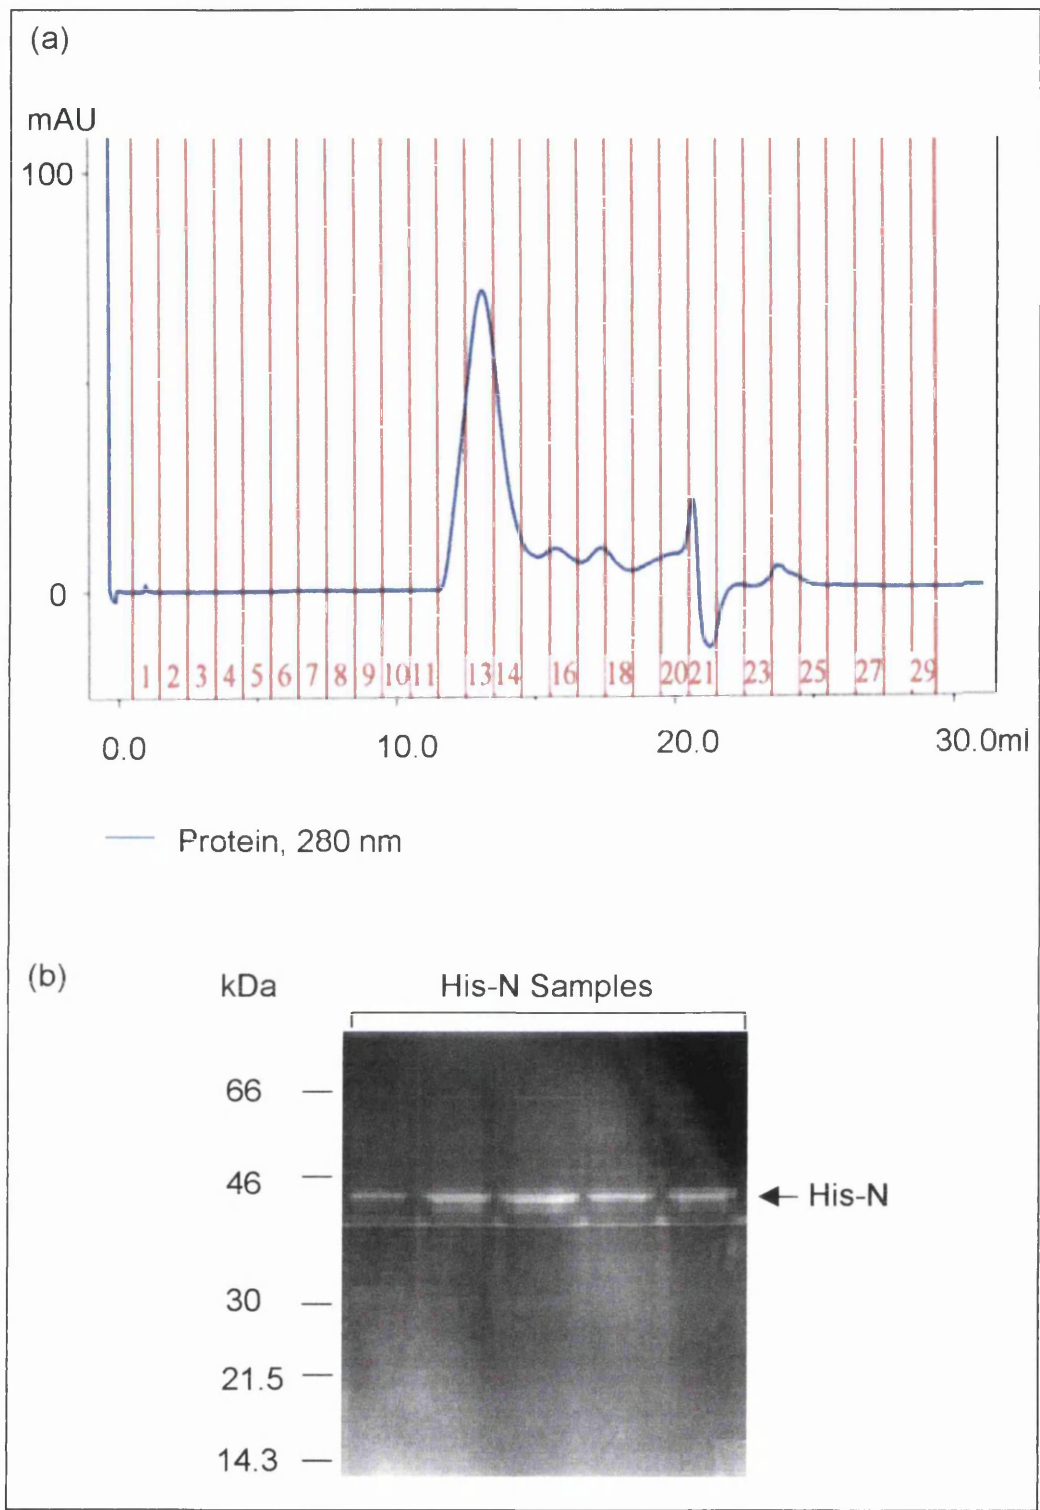 (a)
mAU
100
0
1 2 3 4 5 6 7 8 9 10 11 13 14 16 18 20 21 23 25 27 29
0.0 10.0 20.0 30.0ml
Protein, 280 nm
(b)
kDa His-N Samples
66
46
His-N
30
21.5
14.3